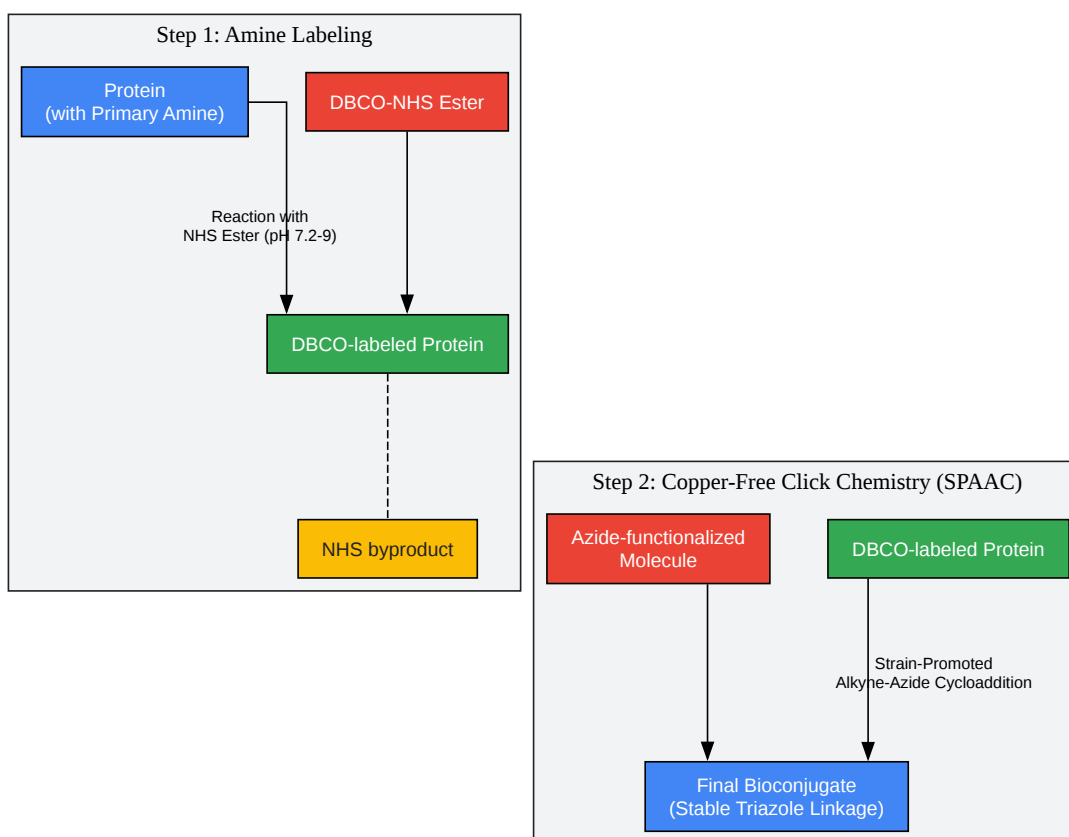 Step 1: Amine Labeling
Protein
(with Primary Amine)
DBCO-NHS Ester
Reaction with
NHS Ester (pH 7.2-9)
DBCO-labeled Protein
NHS byproduct
Step 2: Copper-Free Click Chemistry (SPAAC)
Azide-functionalized
Molecule
DBCO-labeled Protein
Strain-Promoted
Alkyne-Azide Cycloaddition
Final Bioconjugate
(Stable Triazole Linkage)